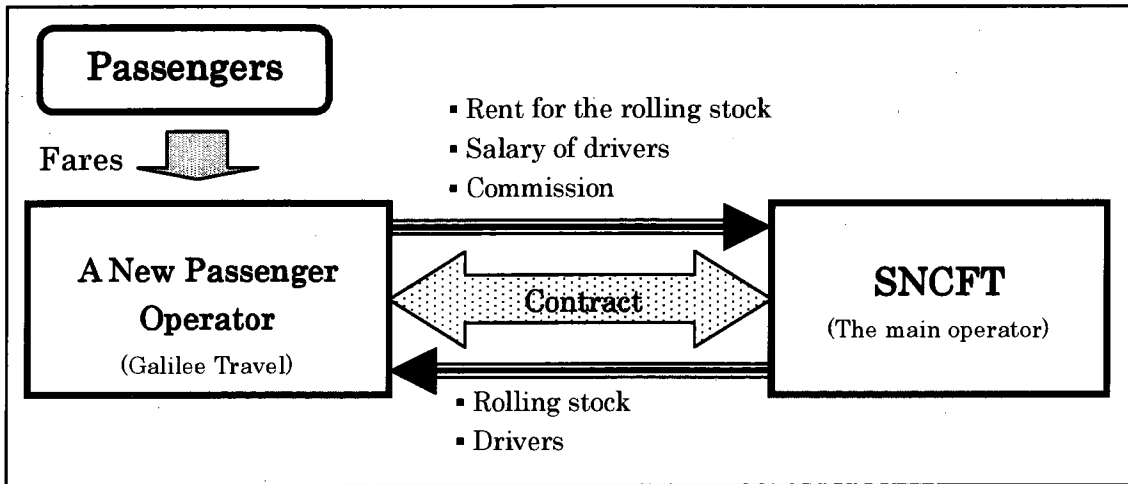 Passengers
Fares
▪ Rent for the rolling stock
▪ Salary of drivers
▪ Commission
A New Passenger
Operator
(Galilee Travel)
Contract
SNCFT
(The main operator)
▪ Rolling stock
▪ Drivers